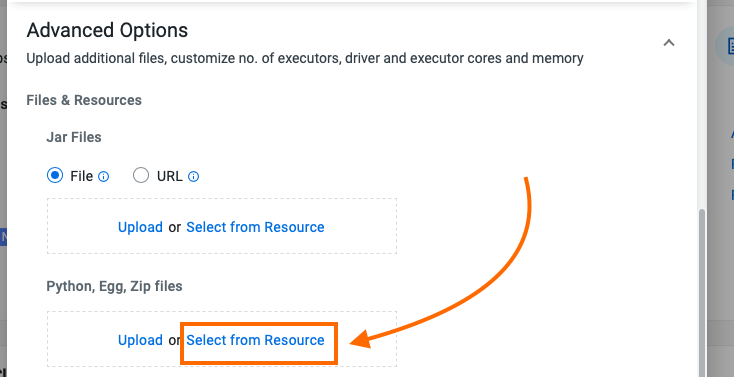 Advanced Options
Upload additional files, customize no. of executors, driver and executor cores and memory
Files & Resources
Jar Files
File URL
Upload or Select from Resource
Python, Egg, Zip files
Upload or Select from Resource